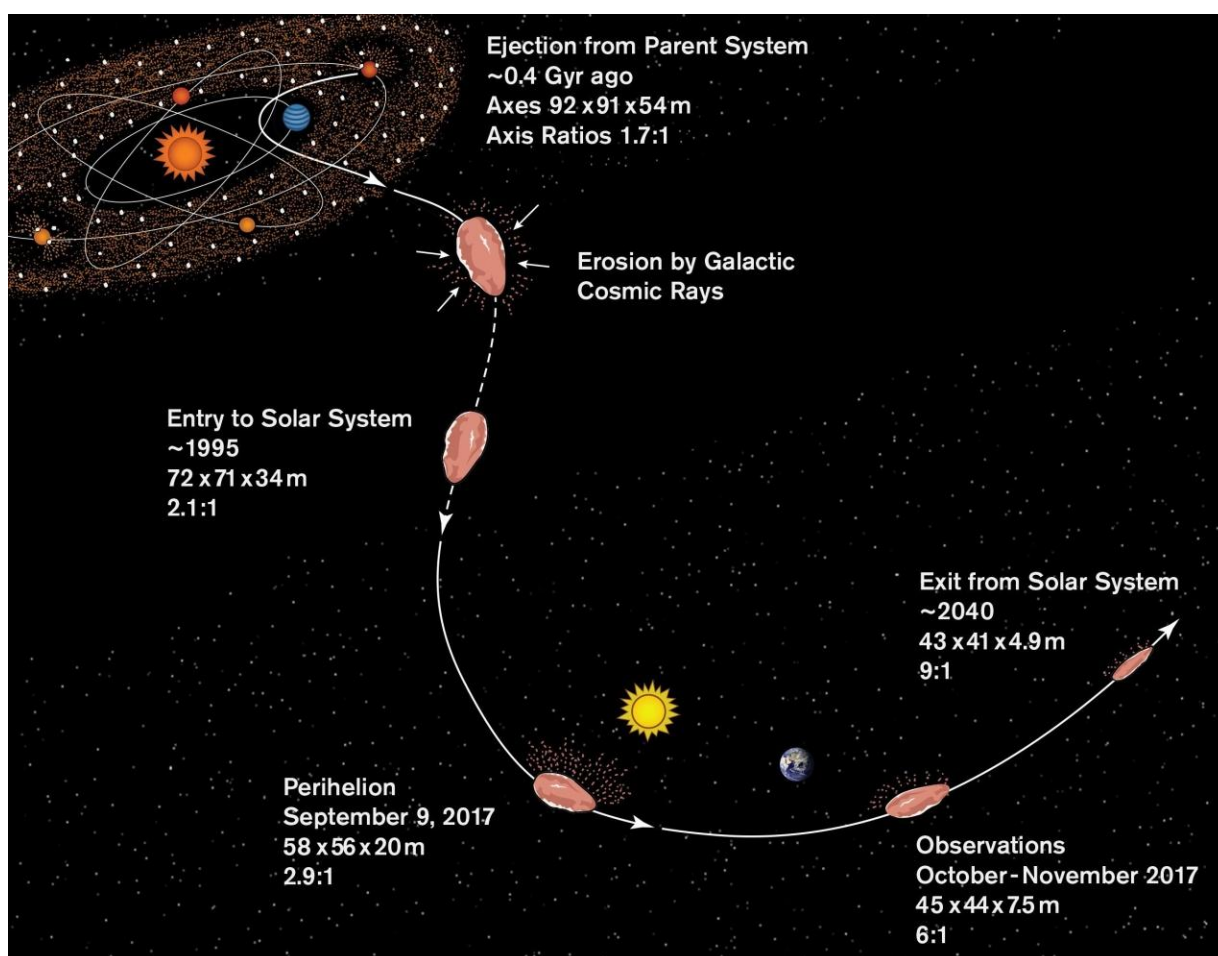 Ejection from Parent System
~0.4 Gyr ago
Axes 92 x 91 x 54 m
Axis Ratios 1.7:1
Erosion by Galactic
Cosmic Rays
Entry to Solar System
~1995
72 x 71 x 34 m
2.1:1
Perihelion
September 9, 2017
58 x 56 x 20 m
2.9:1
Observations
October - November 2017
45 x 44 x 7.5 m
6:1
Exit from Solar System
~2040
43 x 41 x 4.9 m
9:1